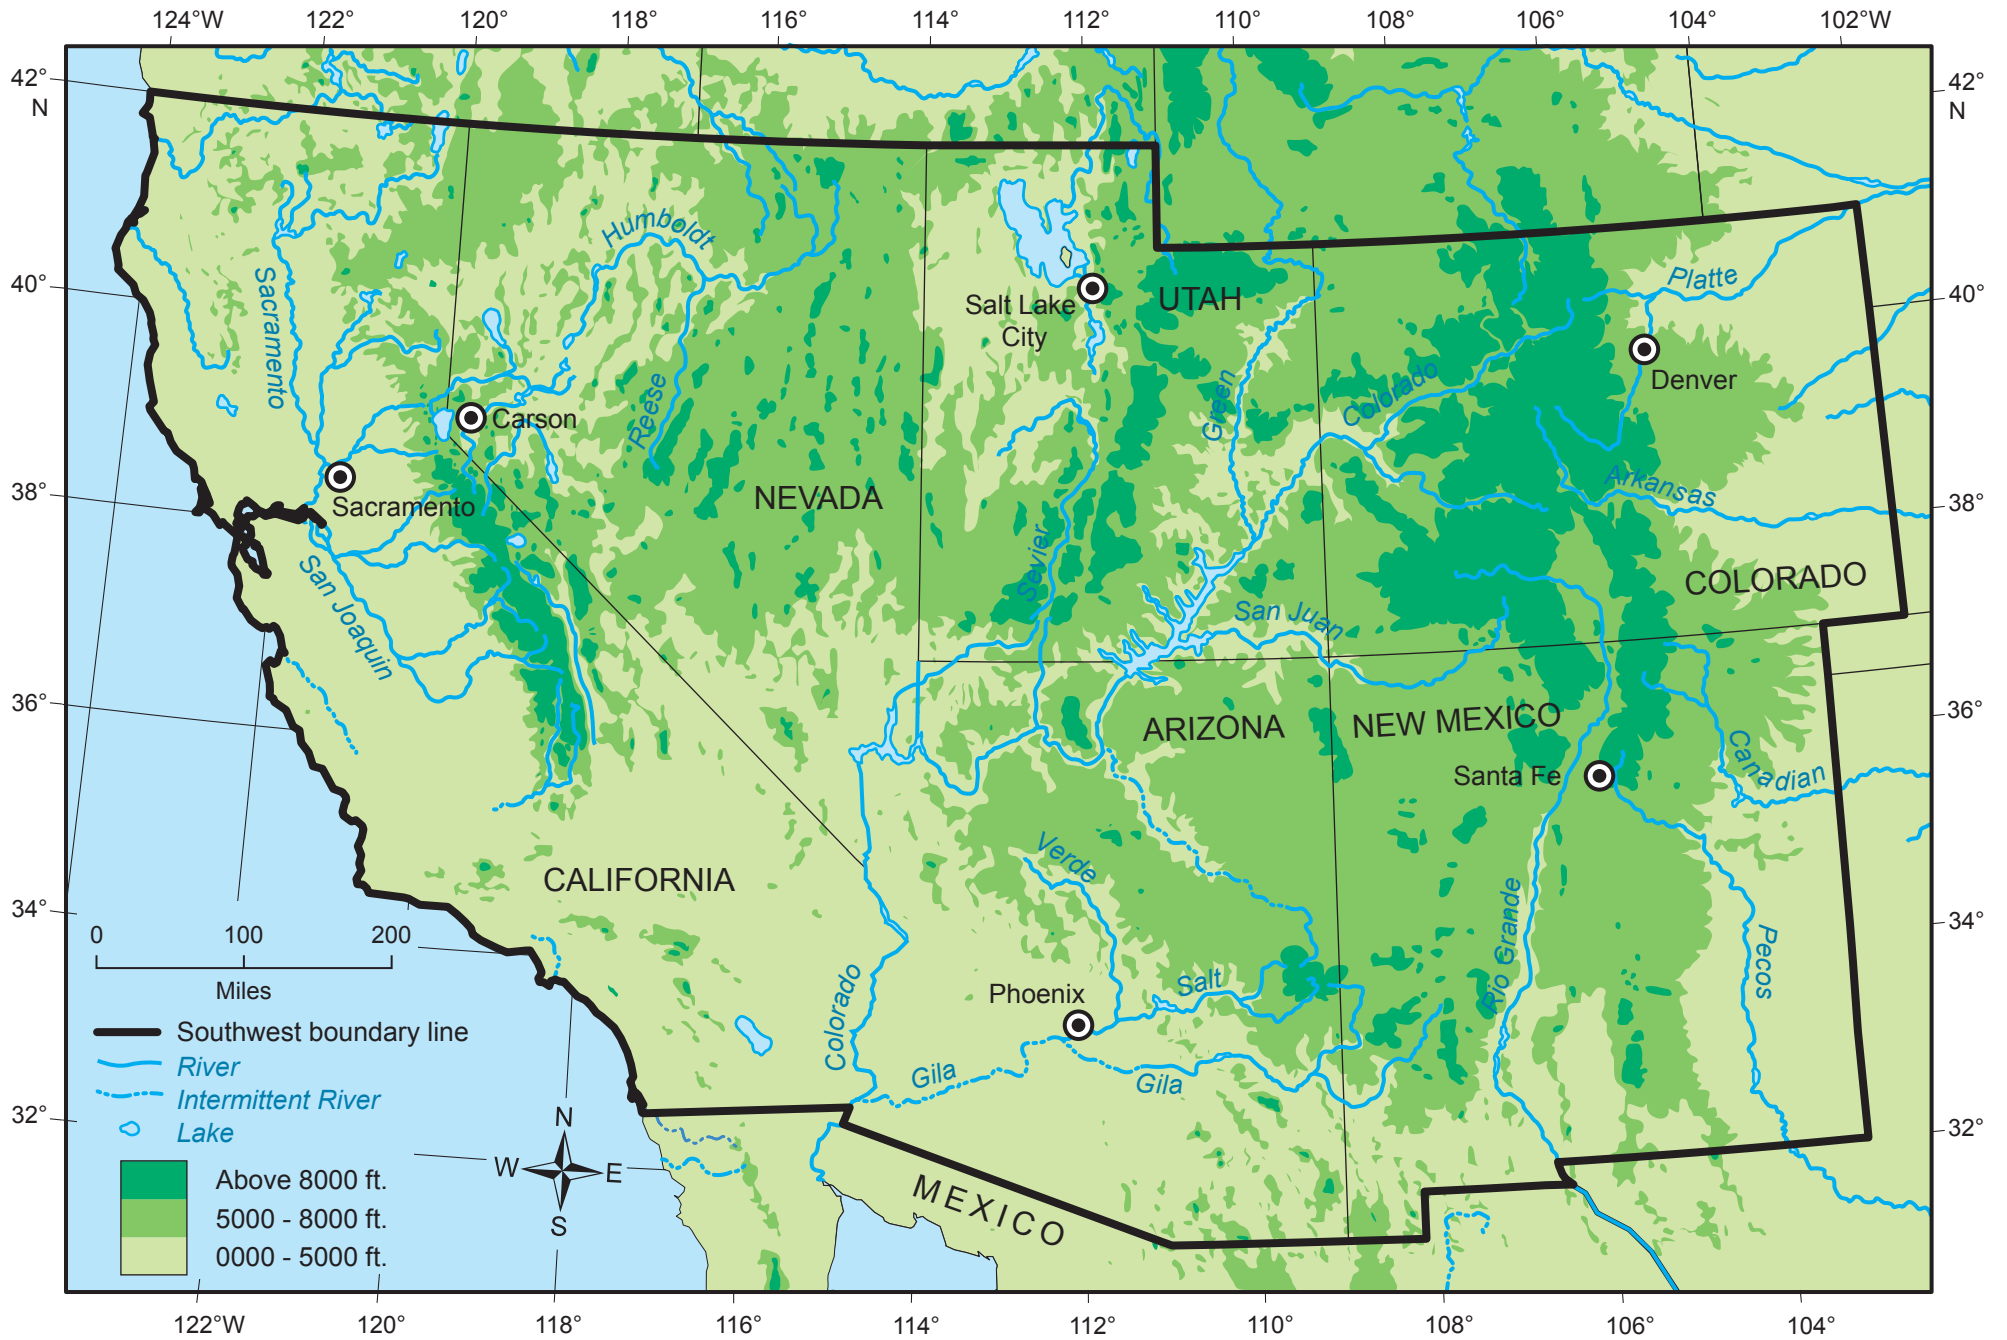 124°W
122°
120°
118°
116°
114°
112°
110°
108°
106°
104°
102°W
42°
N
42°
N
Humboldt
Sacramento
Platte
40°
40°
Salt Lake
City
UTAH
Denver
Reese
Green
Colorado
Carson
Sacramento
NEVADA
Arkansas
38°
38°
San Joaquin
Sevier
COLORADO
San Juan
36°
36°
ARIZONA
NEW MEXICO
Santa Fe
Canadian
CALIFORNIA
Verde
34°
34°
Rio Grande
Pecos
0
100
200
Miles
Phoenix
Salt
Colorado
Gila
Gila
Southwest boundary line
River
Intermittent River
Lake
32°
32°
N
W
E
S
MEXICO
Above 8000 ft.
5000 - 8000 ft.
0000 - 5000 ft.
122°W
120°
118°
116°
114°
112°
110°
108°
106°
104°